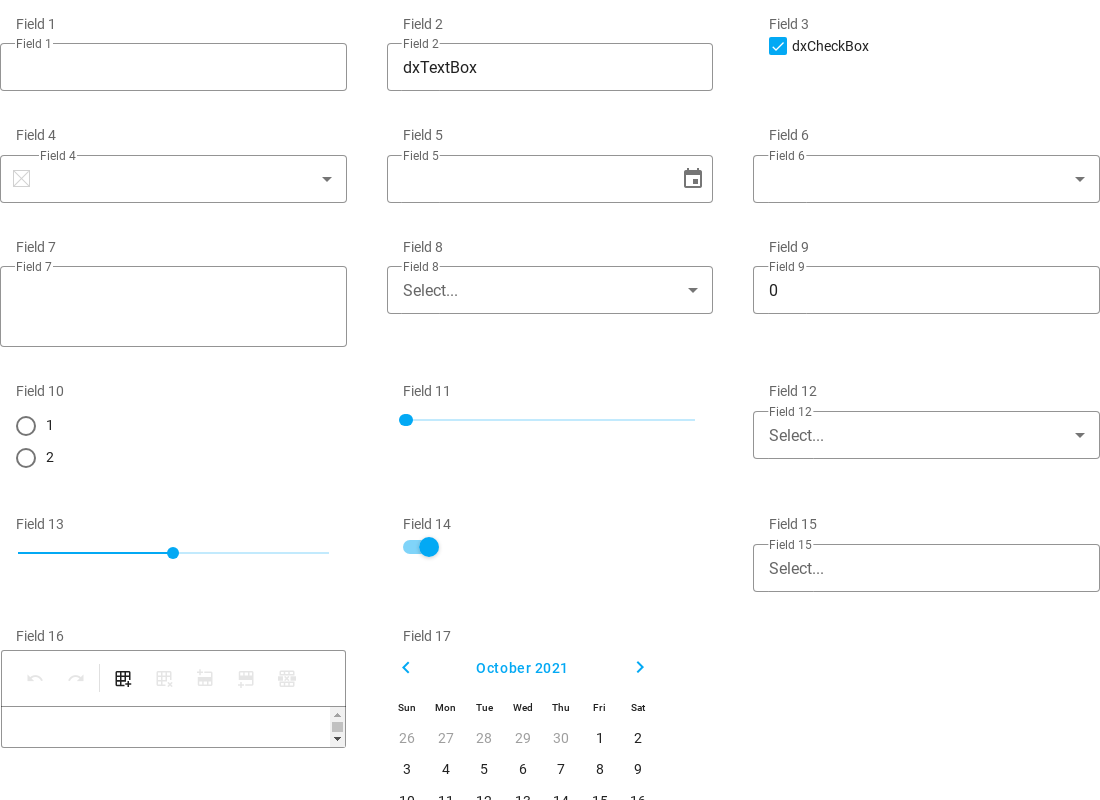 Field 1
Field 2
Field 3
Field 1
Field 2
dxTextBox
dxCheckBox
Field 4
Field 5
Field 6
Field 4
Field 5
Field 6
Field 7
Field 8
Field 9
Field 7
Field 8
Select...
Field 9
0
Field 10
Field 11
Field 12
1
2
Field 12
Select...
Field 13
Field 14
Field 15
Field 15
Select...
Field 16
Field 17
October 2021
Sun Mon Tue Wed Thu Fri Sat
26 27 28 29 30 1 2
3 4 5 6 7 8 9
10 11 12 13 14 15 16